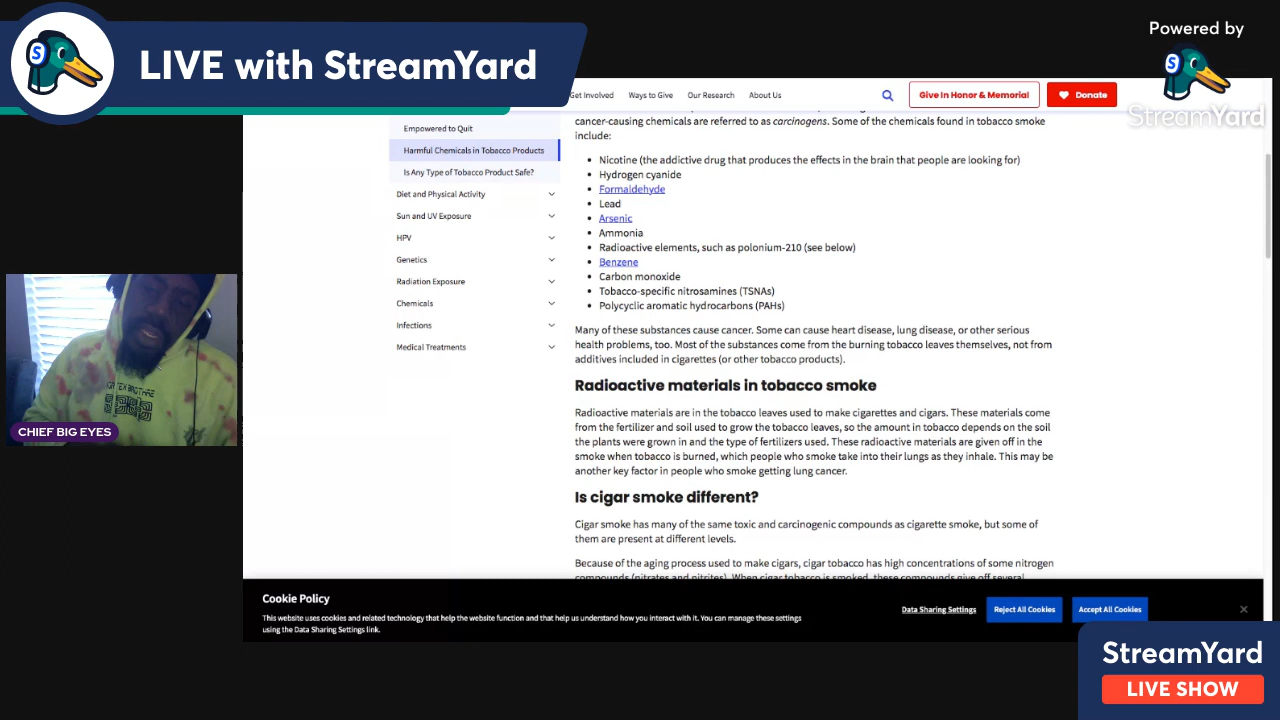 LIVE with StreamYard
Powered by
StreamYard
Get Involved
Ways to Give
Our Research
About Us
Give In Honor & Memorial
Donate
Empowered to Quit
Harmful Chemicals in Tobacco Products
Is Any Type of Tobacco Product Safe?
Diet and Physical Activity
Sun and UV Exposure
HPV
Genetics
Radiation Exposure
Chemicals
Infections
Medical Treatments
cancer-causing chemicals are referred to as carcinogens. Some of the chemicals found in tobacco smoke
include:
Nicotine (the addictive drug that produces the effects in the brain that people are looking for)
Hydrogen cyanide
Formaldehyde
Lead
Arsenic
Ammonia
Radioactive elements, such as polonium-210 (see below)
Benzene
Carbon monoxide
Tobacco-specific nitrosamines (TSNAs)
Polycyclic aromatic hydrocarbons (PAHs)
Many of these substances cause cancer. Some can cause heart disease, lung disease, or other serious
health problems, too. Most of the substances come from the burning tobacco leaves themselves, not from
additives included in cigarettes (or other tobacco products).
Radioactive materials in tobacco smoke
Radioactive materials are in the tobacco leaves used to make cigarettes and cigars. These materials come
from the fertilizer and soil used to grow the tobacco leaves, so the amount in tobacco depends on the soil
the plants were grown in and the type of fertilizers used. These radioactive materials are given off in the
smoke when tobacco is burned, which people who smoke take into their lungs as they inhale. This may be
another key factor in people who smoke getting lung cancer.
Is cigar smoke different?
Cigar smoke has many of the same toxic and carcinogenic compounds as cigarette smoke, but some of
them are present at different levels.
Because of the aging process used to make cigars, cigar tobacco has high concentrations of some nitrogen
compounds (nitrates and nitrites). When cigar tobacco is smoked, these compounds give off several
CHIEF BIG EYES
Cookie Policy
This website uses cookies and related technology that help the website function and that help us understand how you interact with it. You can manage these settings
using the Data Sharing Settings link.
Data Sharing Settings
Reject All Cookies
Accept All Cookies
StreamYard
LIVE SHOW